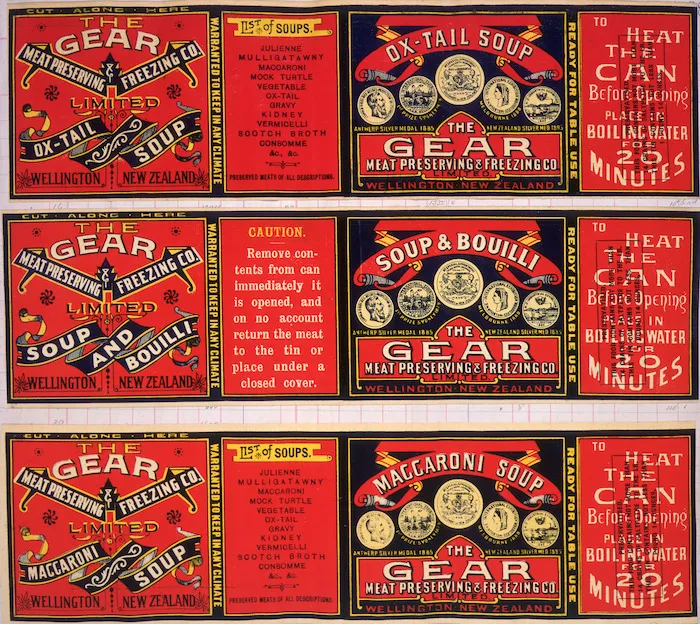 CUT · ALONG · HERE
THE
GEAR
MEAT PRESERVING & FREEZING CO.
LIMITED
OX-TAIL SOUP
WELLINGTON NEW ZEALAND
WARRANTED TO KEEP IN ANY CLIMATE
LIST of SOUPS.
JULIENNE
MULLIGATAWNY
MACCARONI
MOCK TURTLE
VEGETABLE
OX-TAIL
GRAVY
KIDNEY
VERMICELLI
SCOTCH BROTH
CONSOMME
&c, &c.
PRESERVED MEATS OF ALL DESCRIPTIONS.
OX-TAIL SOUP
ANTWERP SILVER MEDAL 1885
NEW ZEALAND SILVER MED 1885
THE
GEAR
MEAT PRESERVING & FREEZING CO
LIMITED.
WELLINGTON · NEW ZEALAND
READY FOR TABLE USE
TO HEAT
THE
CAN
Before Opening
PLACE IN
BOILING WATER
FOR
20
MINUTES
CUT · ALONG · HERE
THE
GEAR
MEAT PRESERVING & FREEZING CO.
LIMITED
SOUP AND BOUILLI
WELLINGTON NEW ZEALAND
WARRANTED TO KEEP IN ANY CLIMATE
CAUTION.
Remove con-
tents from can
immediately it
is opened, and
on no account
return the meat
to the tin or
place under a
closed cover.
SOUP & BOUILLI
ANTWERP SILVER MEDAL 1885
NEW ZEALAND SILVER MED 1885
THE
GEAR
MEAT PRESERVING & FREEZING CO.
LIMITED.
WELLINGTON · NEW ZEALAND
READY FOR TABLE USE
TO HEAT
THE
CAN
Before Opening
PLACE IN
BOILING WATER
FOR
20
MINUTES
CUT · ALONG · HERE
THE
GEAR
MEAT PRESERVING & FREEZING CO.
LIMITED
MACCARONI SOUP
WELLINGTON NEW ZEALAND
WARRANTED TO KEEP IN ANY CLIMATE
LIST of SOUPS.
JULIENNE
MULLIGATAWNY
MACCARONI
MOCK TURTLE
VEGETABLE
OX-TAIL
GRAVY
KIDNEY
VERMICELLI
SCOTCH BROTH
CONSOMME
&c, &c.
PRESERVED MEATS OF ALL DESCRIPTIONS.
MACCARONI SOUP
ANTWERP SILVER MEDAL 1885
NEW ZEALAND SILVER MED 1885
THE
GEAR
MEAT PRESERVING & FREEZING CO.
LIMITED.
WELLINGTON · NEW ZEALAND
READY FOR TABLE USE
TO HEAT
THE
CAN
Before Opening
PLACE IN
BOILING WATER
FOR
20
MINUTES